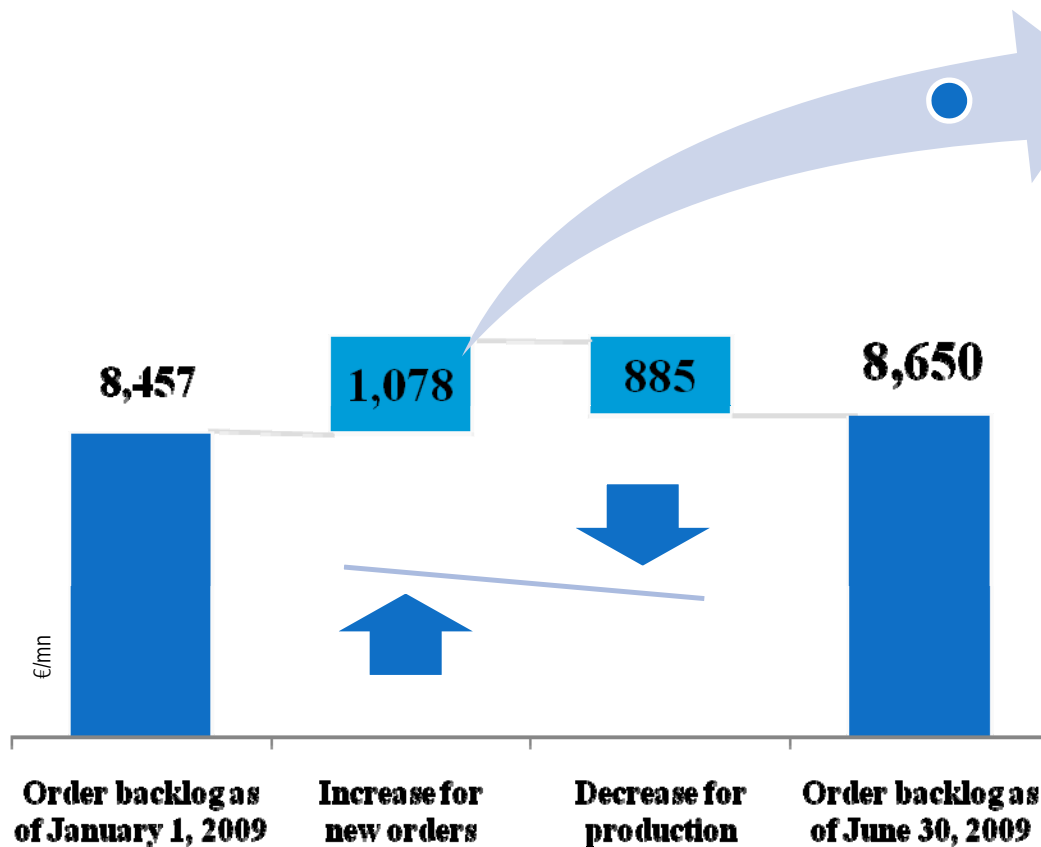 8,457
1,078
885
8,650
€/mn
Order backlog as
of January 1, 2009
Increase for
new orders
Decrease for
production
Order backlog as
of June 30, 2009